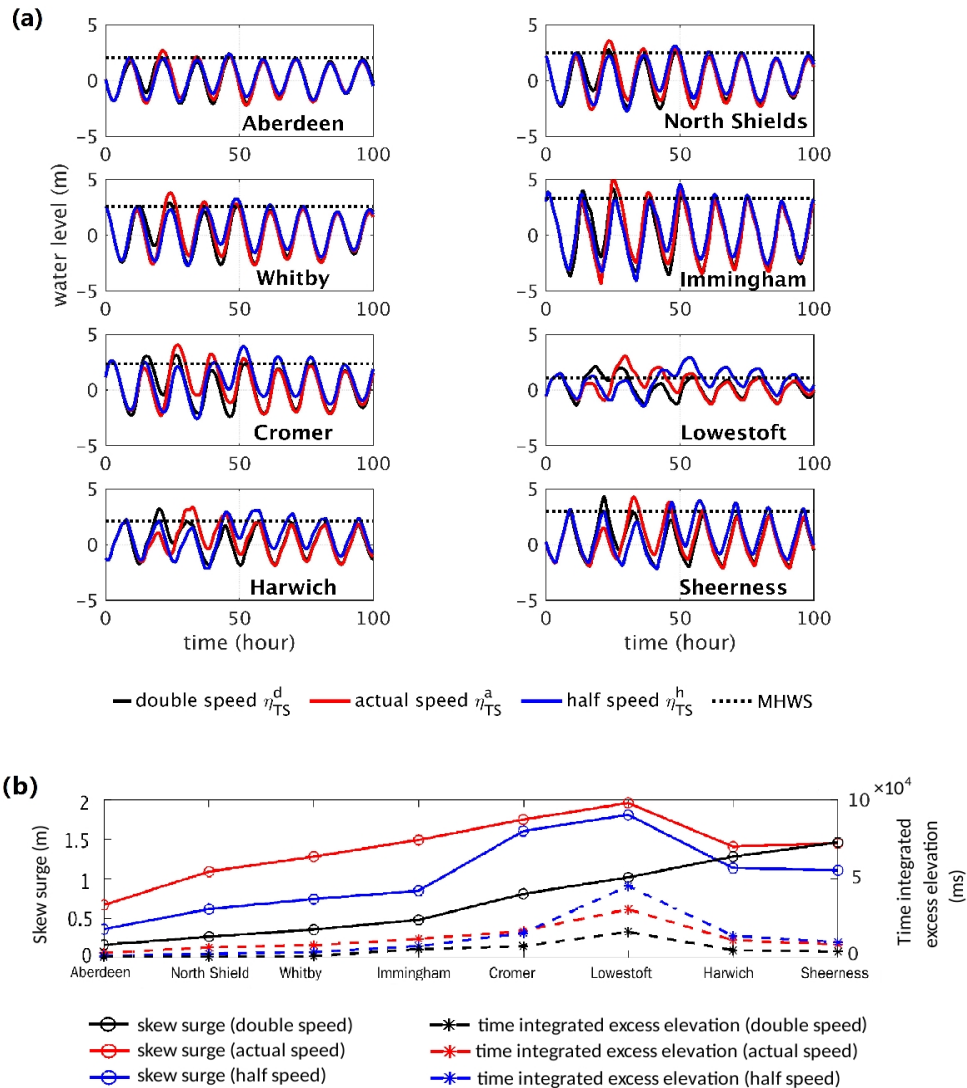 (a)
5
0
−5
0
50
100
Aberdeen
5
0
−5
0
50
100
North Shields
water level (m)
5
0
−5
0
50
100
Whitby
5
0
−5
0
50
100
Immingham
5
0
−5
0
50
100
Cromer
5
0
−5
0
50
100
Lowestoft
5
0
−5
0
50
100
Harwich
time (hour)
5
0
−5
0
50
100
Sheerness
time (hour)
double speed η^d_TS
actual speed η^a_TS
half speed η^h_TS
MHWS
(b)
Skew surge (m)
2
1.5
1
0.5
0
Aberdeen
North Shield
Whitby
Immingham
Cromer
Lowestoft
Harwich
Sheerness
×10^4
10
5
0
Time integrated
excess elevation
(ms)
skew surge (double speed)
skew surge (actual speed)
skew surge (half speed)
time integrated excess elevation (double speed)
time integrated excess elevation (actual speed)
time integrated excess elevation (half speed)